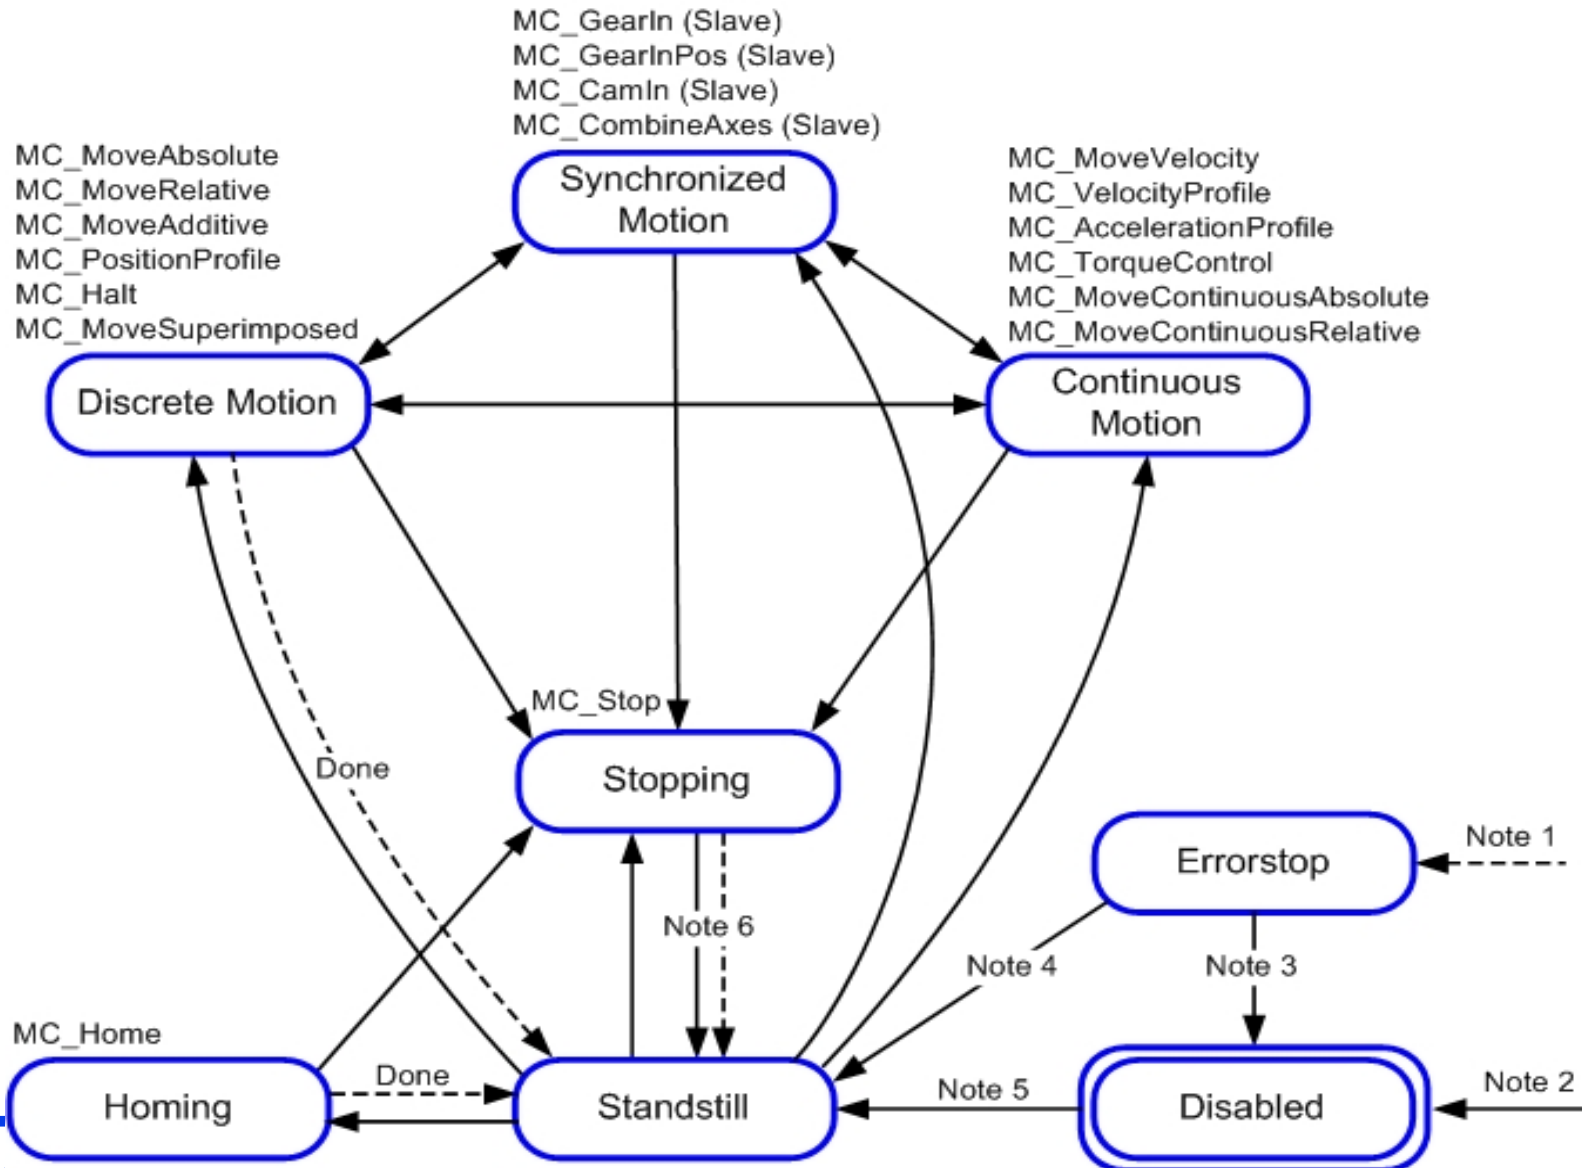 MC_GearIn (Slave)
MC_GearInPos (Slave)
MC_CamIn (Slave)
MC_CombineAxes (Slave)
MC_MoveAbsolute
MC_MoveRelative
MC_MoveAdditive
MC_PositionProfile
MC_Halt
MC_MoveSuperimposed
Synchronized
Motion
MC_MoveVelocity
MC_VelocityProfile
MC_AccelerationProfile
MC_TorqueControl
MC_MoveContinuousAbsolute
MC_MoveContinuousRelative
Discrete Motion
Continuous
Motion
MC_Stop
Done
Stopping
Note 1
Errorstop
Note 6
Note 4
Note 3
MC_Home
Done
Note 5
Note 2
Homing
Standstill
Disabled